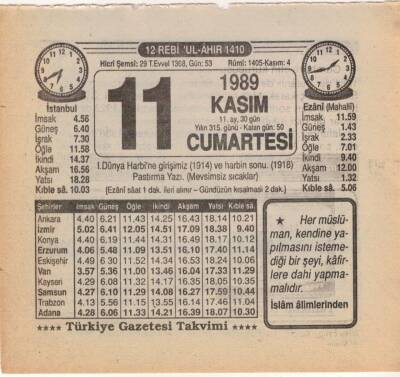 12 REBİ 'UL-ÂHIR 1410
Hicrî Şemsî: 29 T.Evvel 1368, Gün: 53 Rûmî: 1405-Kasım: 4
11
1989
KASIM
11. ay, 30 gün
Yılın 315. günü - Kalan gün: 50
CUMARTESİ
İstanbul
İmsak 4.56
Güneş 6.40
İşrak 7.30
Öğle 11.58
İkindi 14.37
Akşam 16.56
Yatsı 18.28
Kıble sâ. 10.03
Ezânî (Mahallî)
İmsak 11.59
Güneş 1.43
İşrak 2.33
Öğle 7.01
İkindi 9.40
Akşam 12.00
Yatsı 1.32
Kıble sâ. 5.06
I.Dünya Harbi'ne girişimiz (1914) ve harbin sonu. (1918)
Pastırma Yazı. (Mevsimsiz sıcaklar)
(Ezânî sâat 1 dak. ileri alınır – Gündüzün kısalması 2 dak.)
Şehirler İmsak Güneş Öğle İkindi Akşam Yatsı Kıble sâ.
Ankara 4.40 6.21 11.43 14.25 16.43 18.14 10.21
İzmir 5.02 6.41 12.05 14.51 17.09 18.38 9.40
Konya 4.40 6.19 11.44 14.31 16.49 18.17 10.12
Erzurum 4.06 5.48 11.09 13.51 16.10 17.40 11.14
Eskişehir 4.49 6.30 11.52 14.34 16.53 18.24 10.06
Van 3.57 5.36 11.00 13.46 16.04 17.33 11.29
Kayseri 4.29 6.08 11.32 14.17 16.35 18.05 10.35
Samsun 4.27 6.10 11.29 14.08 16.27 17.59 10.44
Trabzon 4.13 5.56 11.15 13.55 16.14 17.46 11.04
Adana 4.28 6.06 11.33 14.21 16.39 18.07 10.30
★ Her müslü-
man, kendine ya-
pılmasını isteme-
diği bir şeyi, kâfir-
lere dahi yapma-
malıdır.
İslâm âlimlerinden
★★★★ Türkiye Gazetesi Takvimi ★★★★